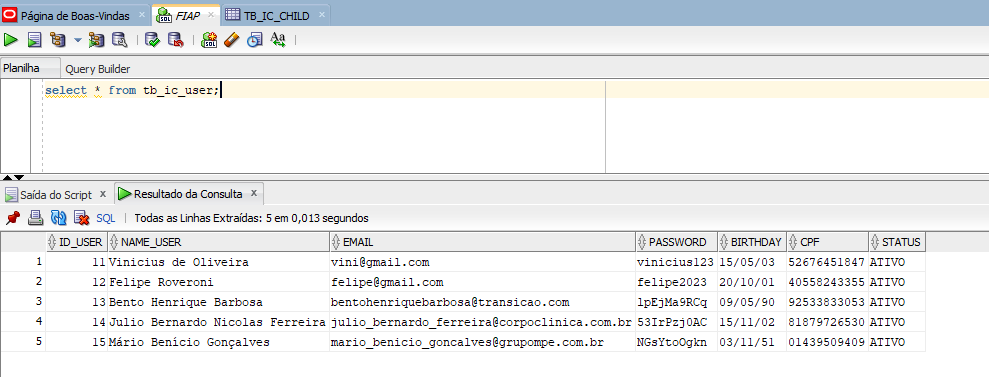 Página de Boas-Vindas x FIAP x TB_IC_CHILD x
SQL SQL Aa
Planilha Query Builder
select * from tb_ic_user;
Saída do Script x Resultado da Consulta x
SQL | Todas as Linhas Extraídas: 5 em 0,013 segundos
ID_USER NAME_USER EMAIL PASSWORD BIRTHDAY CPF STATUS
1 11 Vinicius de Oliveira vini@gmail.com vinicius123 15/05/03 52676451847 ATIVO
2 12 Felipe Roveroni felipe@gmail.com felipe2023 20/10/01 40558243355 ATIVO
3 13 Bento Henrique Barbosa bentohenriquebarbosa@transicao.com lpEjMa9RCq 09/05/90 92533833053 ATIVO
4 14 Julio Bernardo Nicolas Ferreira julio_bernardo_ferreira@corpoclinica.com.br 53IrPzj0AC 15/11/02 81879726530 ATIVO
5 15 Mário Benício Gonçalves mario_benicio_goncalves@grupompe.com.br NGsYtoOgkn 03/11/51 01439509409 ATIVO